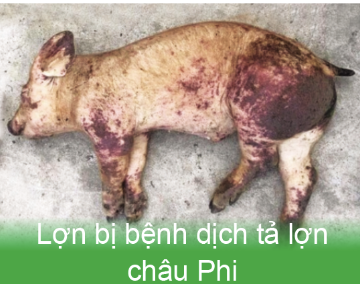 Lợn bị bệnh dịch tả lợn
châu Phi